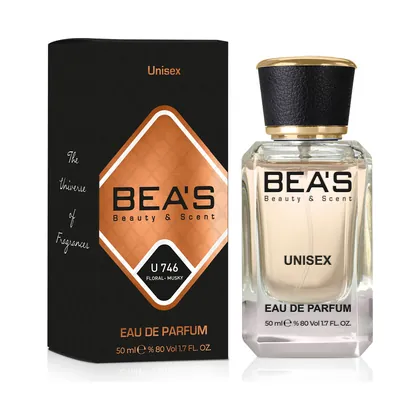 Unisex
The
Universe
of
Fragrances
BEA'S
Beauty & Scent
U 746
FLORAL- MUSKY
EAU DE PARFUM
50 ml ℮ % 80 Vol 1.7 FL. OZ.
BEA'S
Beauty & Scent
UNISEX
EAU DE PARFUM
50 ml ℮ % 80 Vol 1.7 FL. OZ.